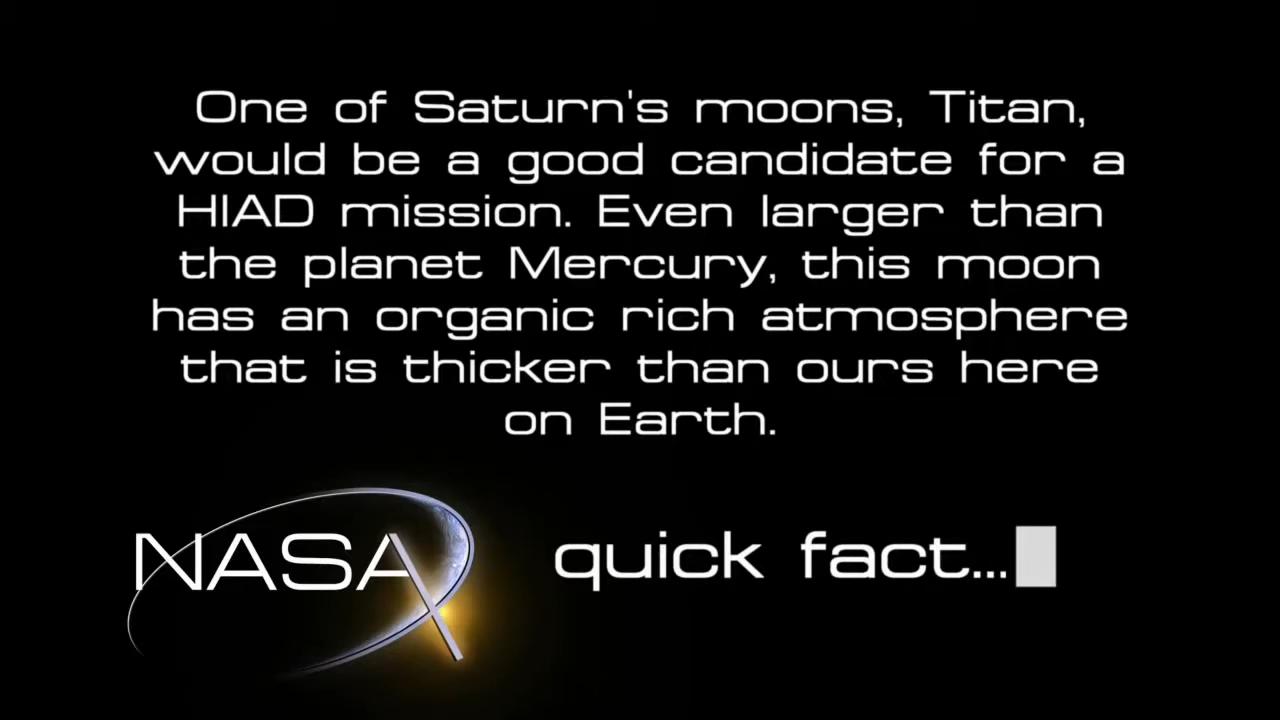 One of Saturn's moons, Titan,
would be a good candidate for a
HIAD mission. Even larger than
the planet Mercury, this moon
has an organic rich atmosphere
that is thicker than ours here
on Earth.
NASA quick fact...